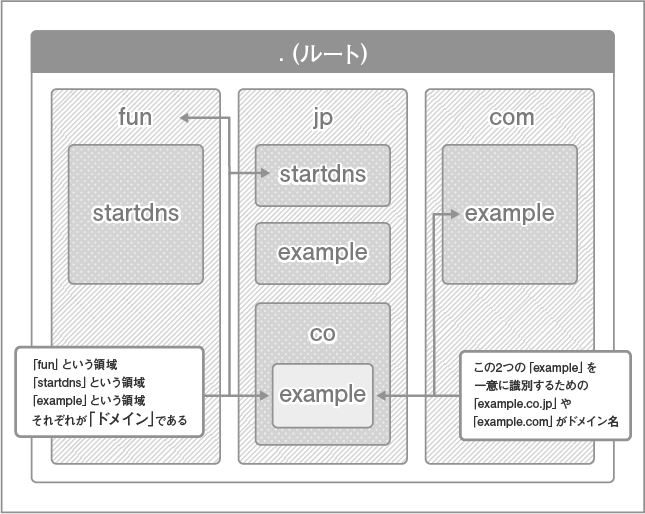 . (ルート)
fun
startdns
jp
startdns
example
co
example
com
example
「fun」という領域
「startdns」という領域
「example」という領域
それぞれが「ドメイン」である
この2つの「example」を
一意に識別するための
「example.co.jp」や
「example.com」がドメイン名